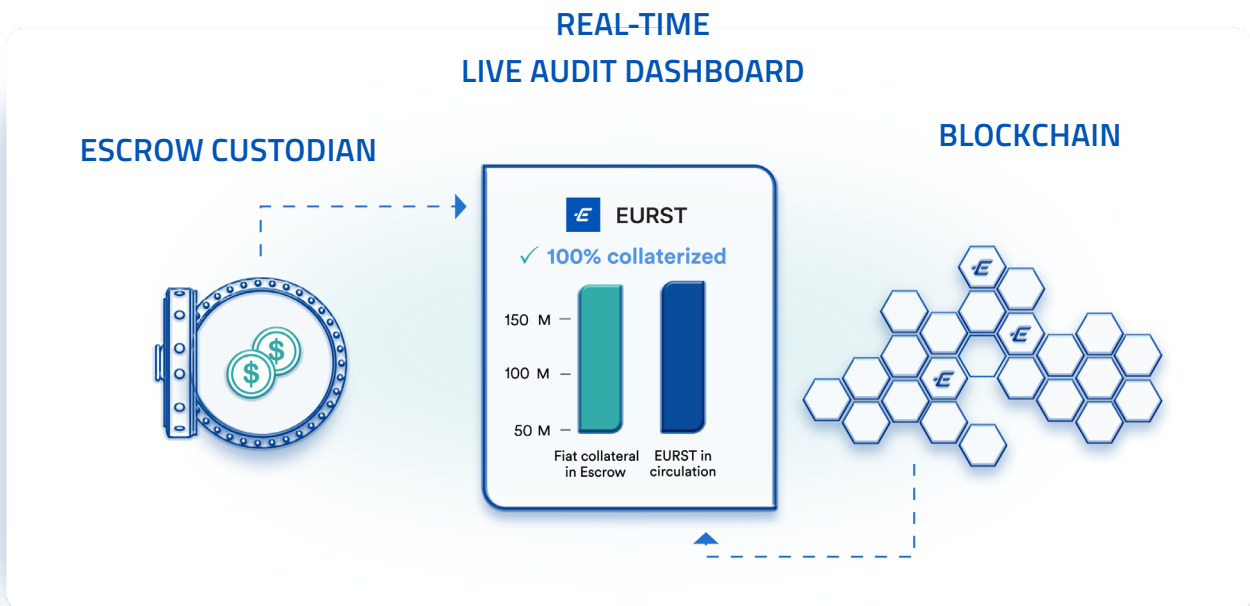 REAL-TIME
LIVE AUDIT DASHBOARD
ESCROW CUSTODIAN
BLOCKCHAIN
EURST
✓ 100% collaterized
150 M
100 M
50 M
Fiat collateral
in Escrow
EURST in
circulation
$
$